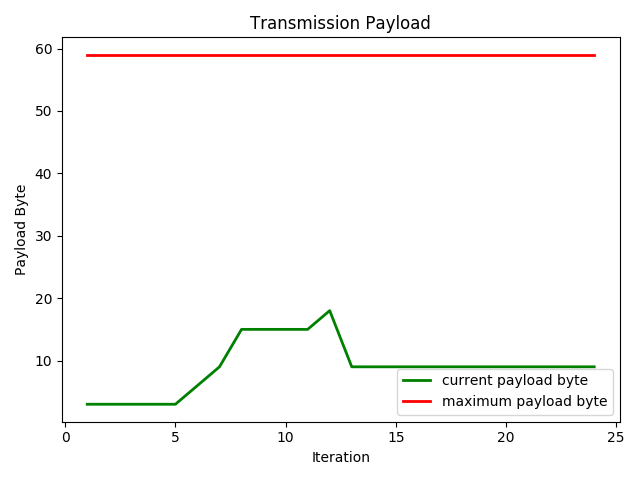 Transmission Payload
60
50
40
30
20
10
Payload Byte
0
5
10
15
20
25
Iteration
current payload byte
maximum payload byte